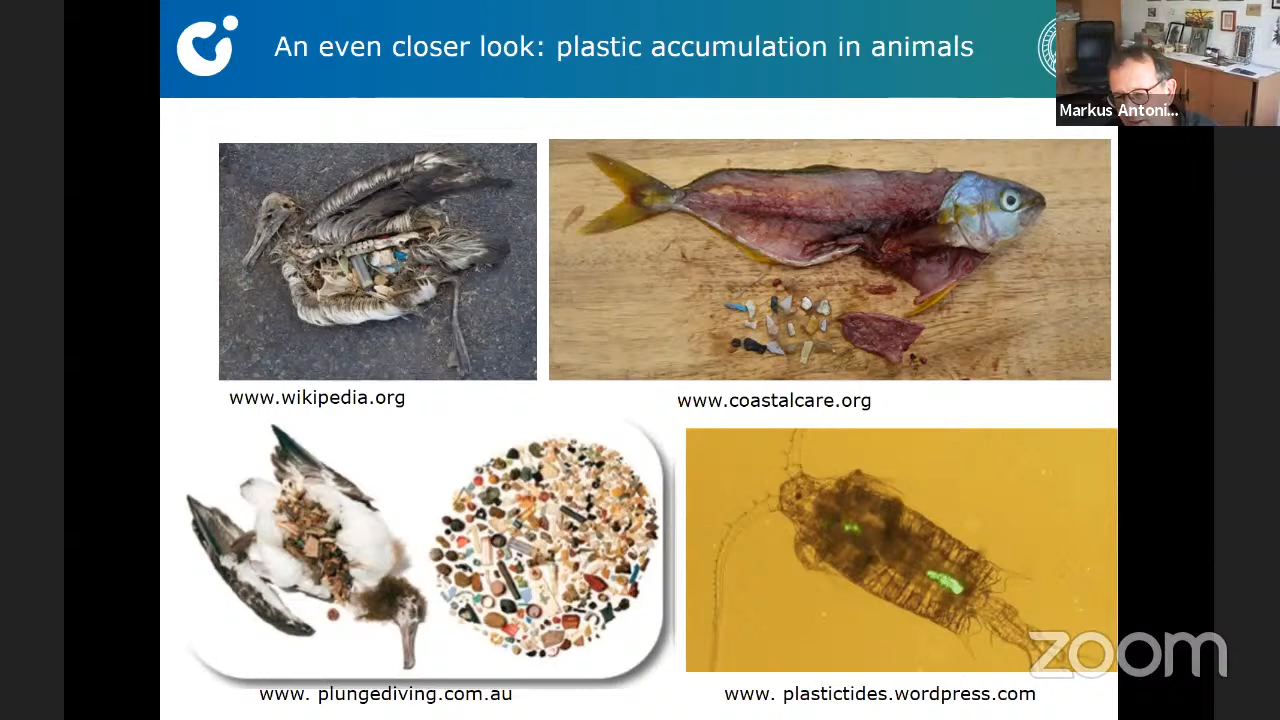 An even closer look: plastic accumulation in animals
Markus Antoni...
www.wikipedia.org
www.coastalcare.org
www. plungediving.com.au
www. plastictides.wordpress.com
zoom